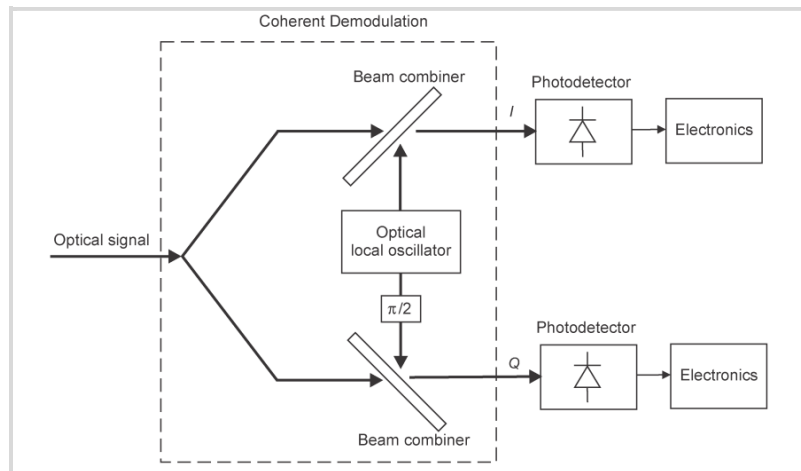 Coherent Demodulation
Beam combiner
Photodetector
I
Electronics
Optical signal
Optical
local oscillator
π/2
Photodetector
Q
Electronics
Beam combiner